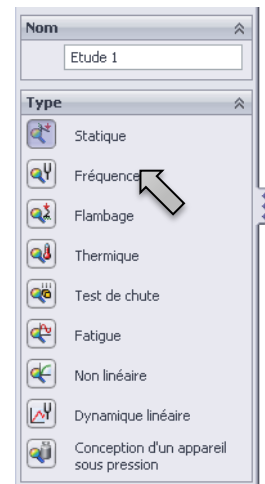 Nom
Etude 1
Type
Statique
Fréquence
Flambage
Thermique
Test de chute
Fatigue
Non linéaire
Dynamique linéaire
Conception d'un appareil
sous pression